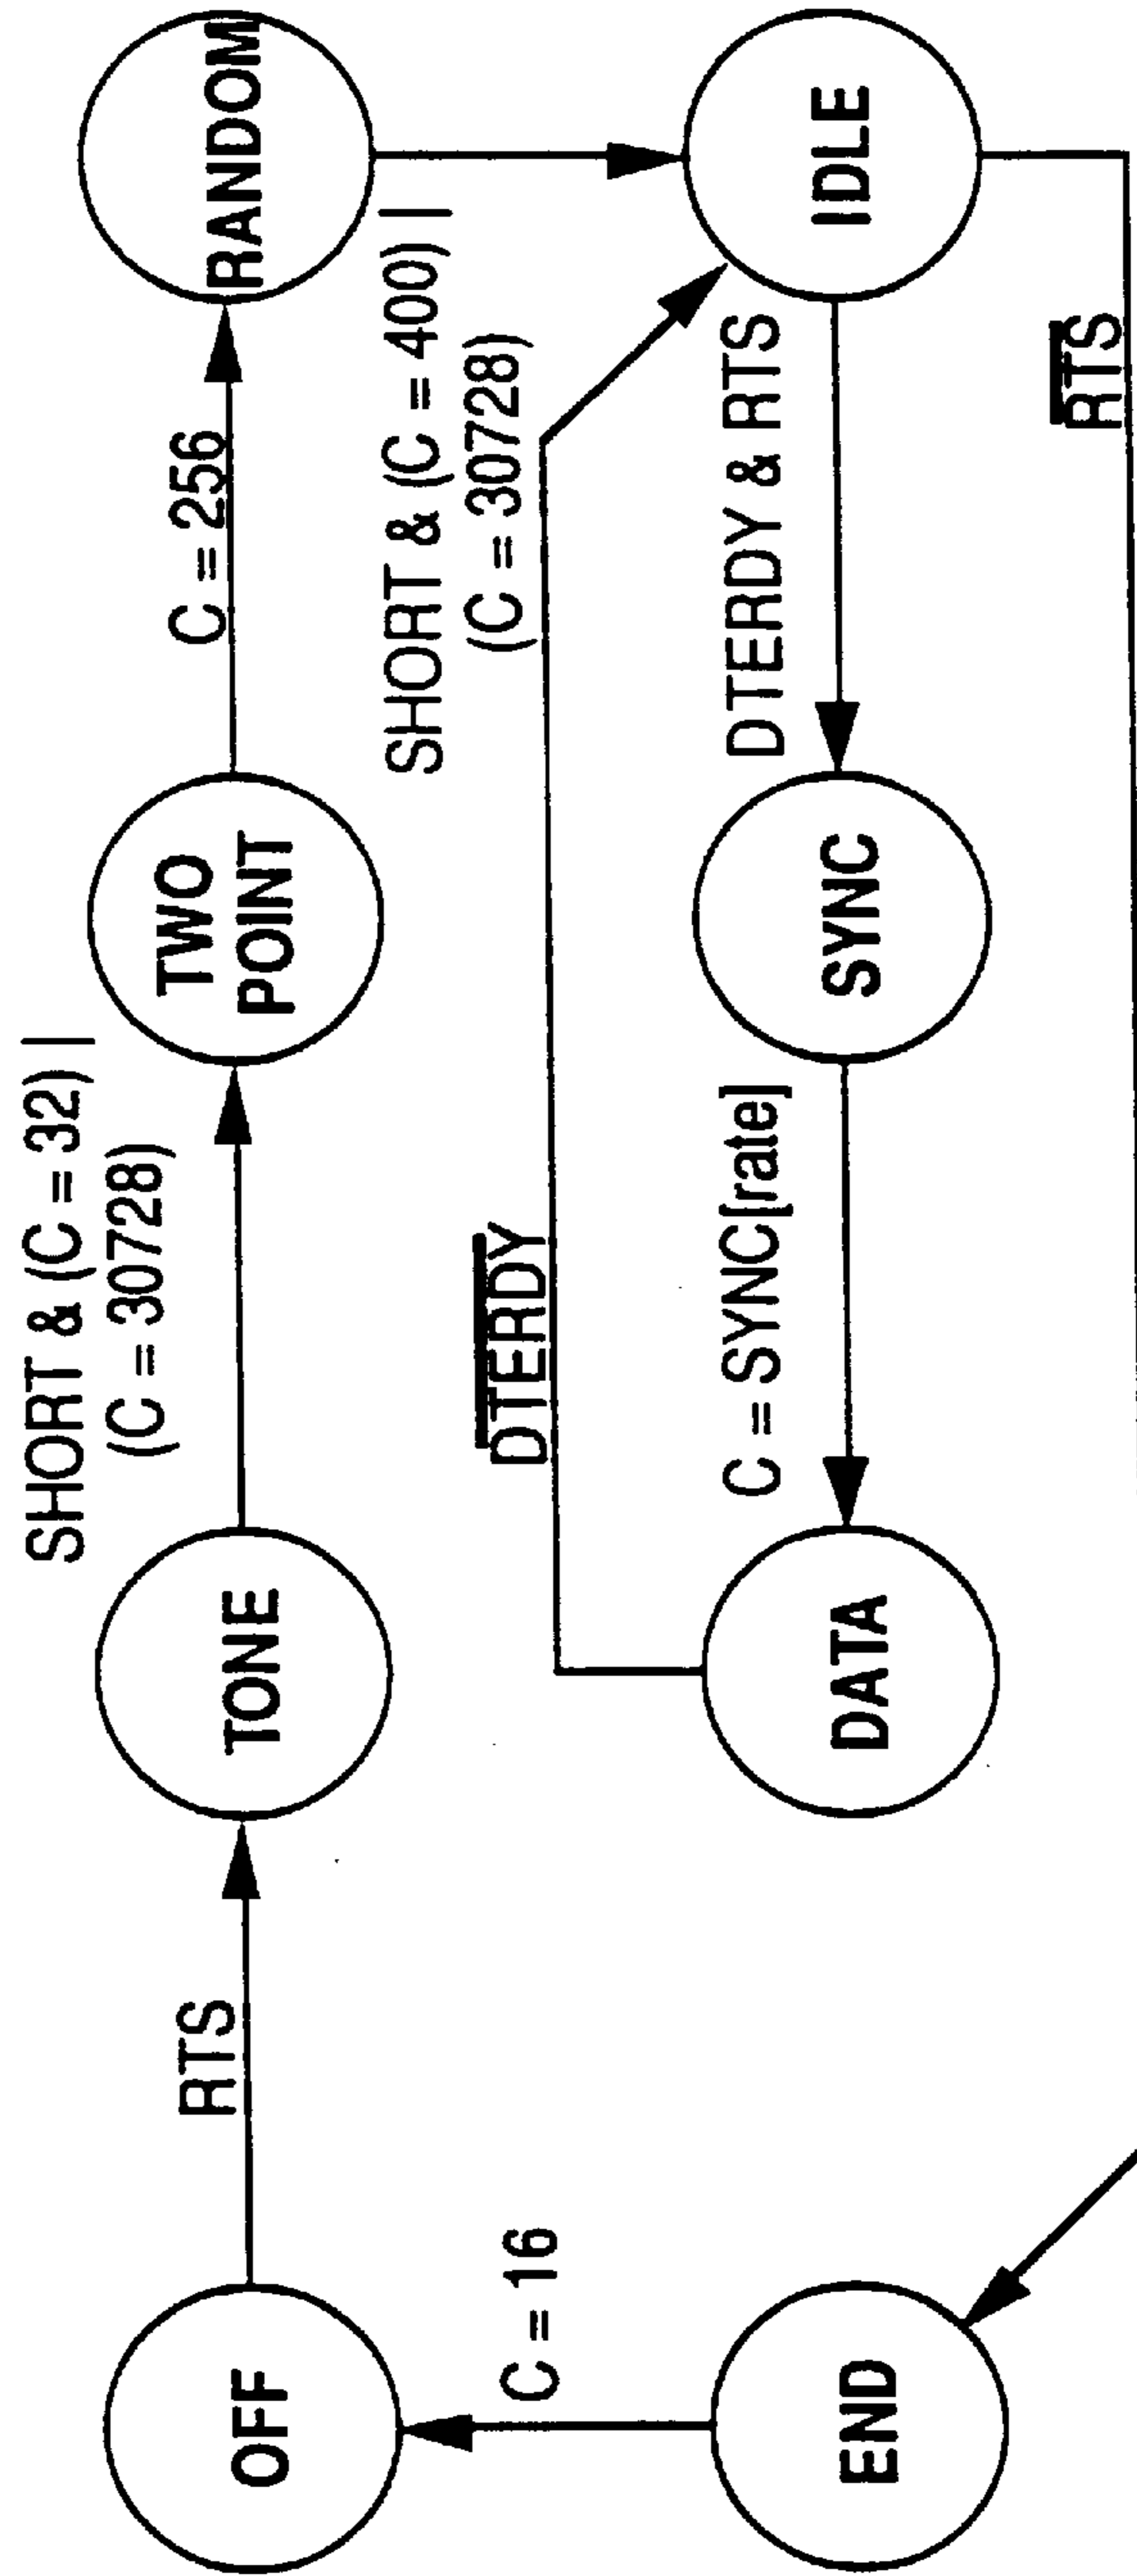 SHORT & (C = 32) |
(C = 30728)
C = 256
RTS
OFF
TONE
TWO
POINT
RANDOM
SHORT & (C = 400) |
(C = 30728)
C = 16
DTERDY
DTERDY & RTS
C = SYNC[rate]
END
DATA
SYNC
IDLE
RTS